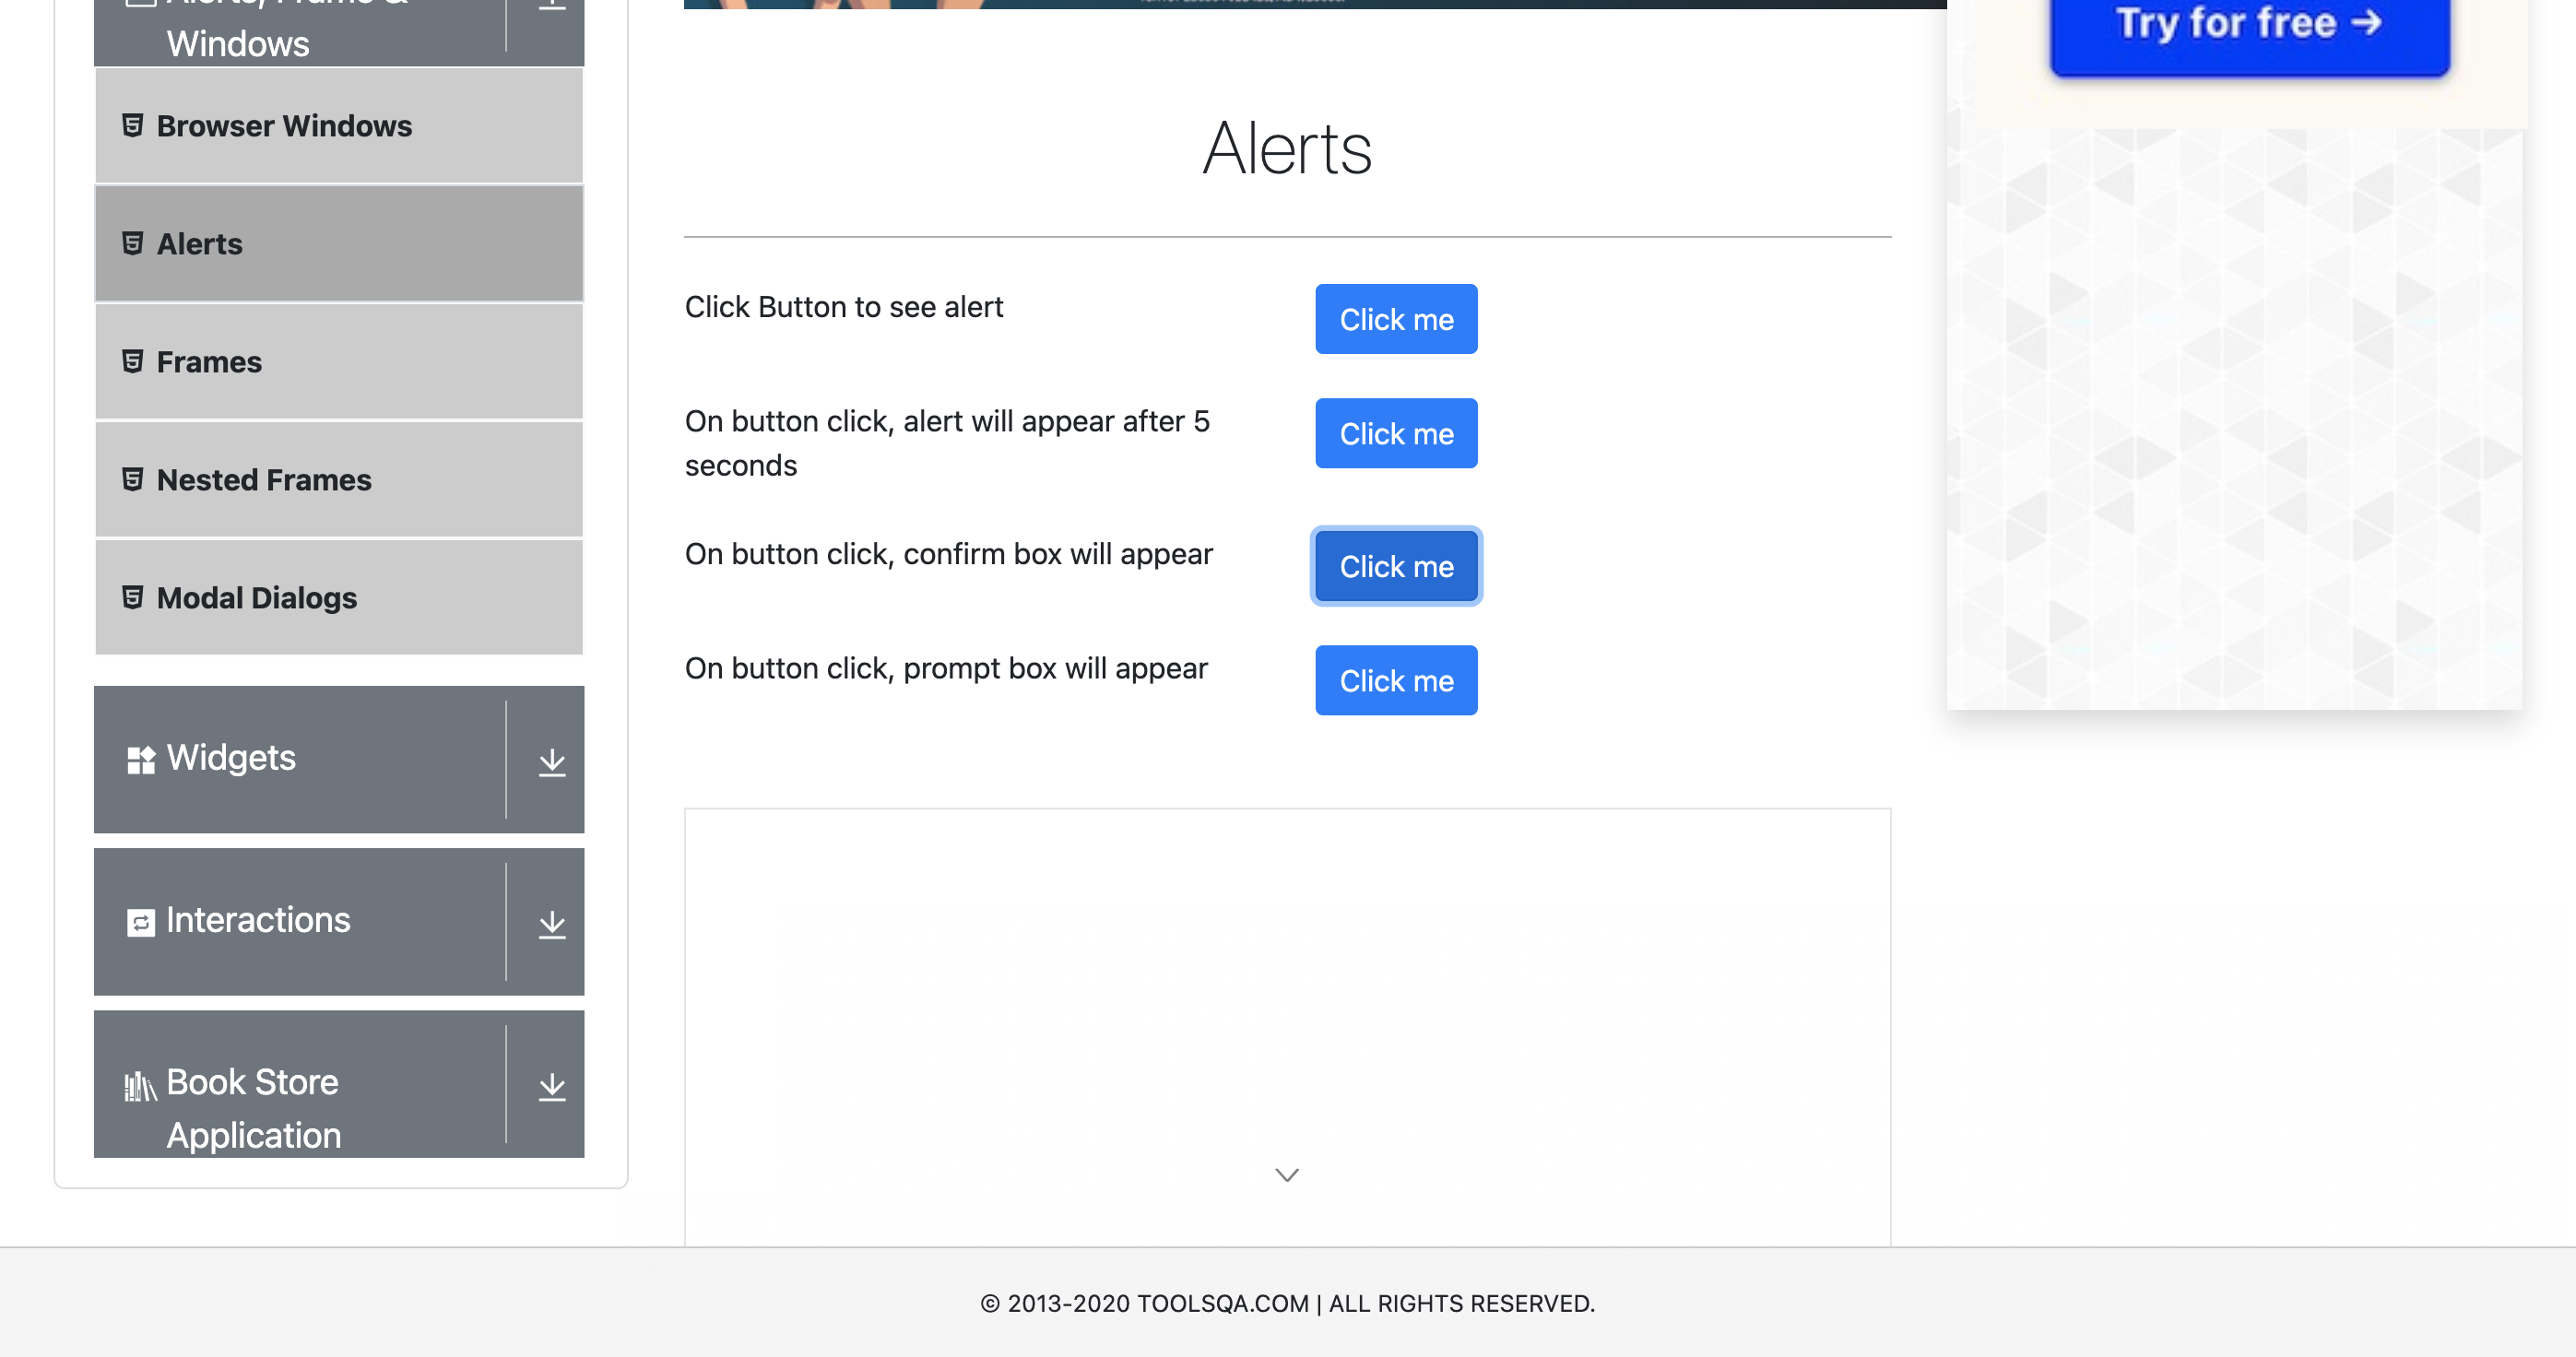 Alerts, Frame &
Windows
Browser Windows
Alerts
Frames
Nested Frames
Modal Dialogs
Widgets
Interactions
Book Store
Application
Alerts
Click Button to see alert
Click me
On button click, alert will appear after 5
seconds
Click me
On button click, confirm box will appear
Click me
On button click, prompt box will appear
Click me
Try for free →
© 2013-2020 TOOLSQA.COM | ALL RIGHTS RESERVED.